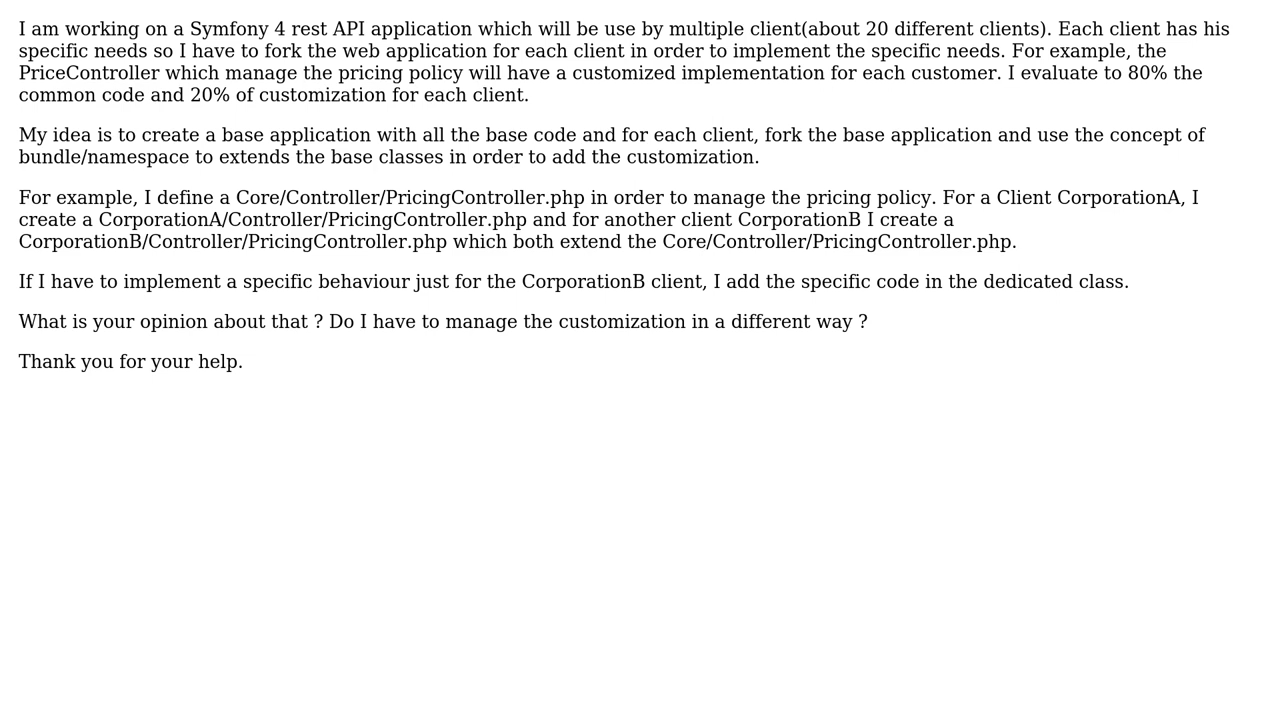 I am working on a Symfony 4 rest API application which will be use by multiple client(about 20 different clients). Each client has his
specific needs so I have to fork the web application for each client in order to implement the specific needs. For example, the
PriceController which manage the pricing policy will have a customized implementation for each customer. I evaluate to 80% the
common code and 20% of customization for each client.
My idea is to create a base application with all the base code and for each client, fork the base application and use the concept of
bundle/namespace to extends the base classes in order to add the customization.
For example, I define a Core/Controller/PricingController.php in order to manage the pricing policy. For a Client CorporationA, I
create a CorporationA/Controller/PricingController.php and for another client CorporationB I create a
CorporationB/Controller/PricingController.php which both extend the Core/Controller/PricingController.php.
If I have to implement a specific behaviour just for the CorporationB client, I add the specific code in the dedicated class.
What is your opinion about that ? Do I have to manage the customization in a different way ?
Thank you for your help.